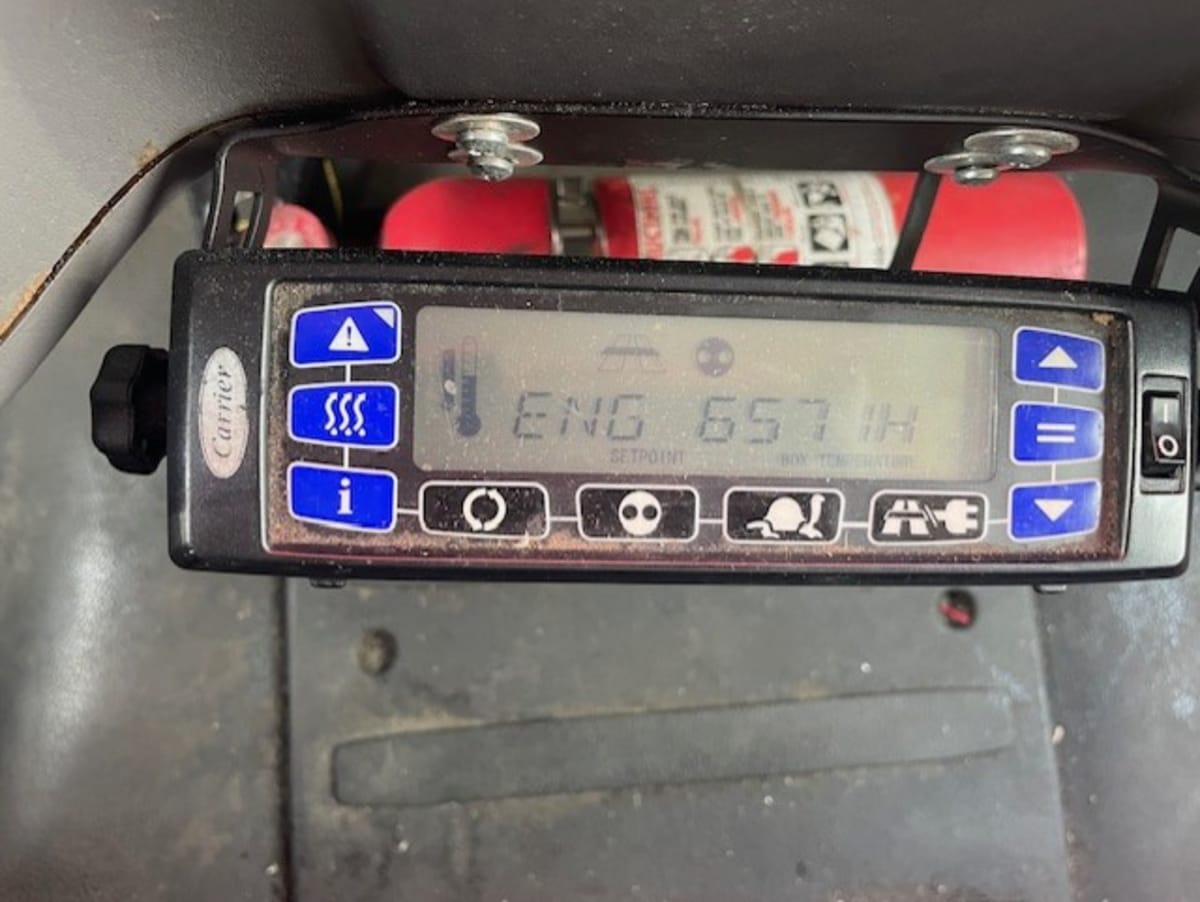 Carrier
ENG 6571H
SETPOINT
BOX TEMPERATURE
i